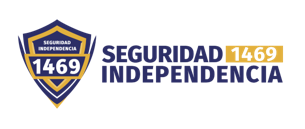 SEGURIDAD
INDEPENDENCIA
1469
SEGURIDAD 1469
INDEPENDENCIA